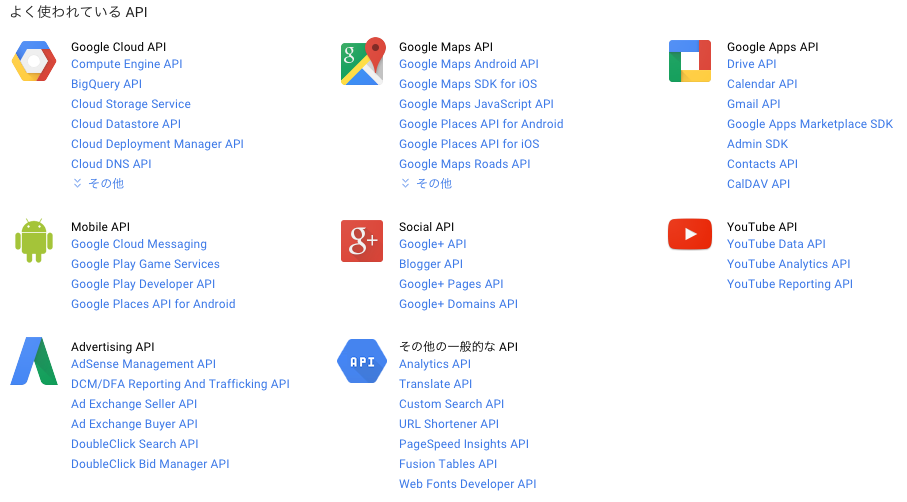 よく使われている API
Google Cloud API
Compute Engine API
BigQuery API
Cloud Storage Service
Cloud Datastore API
Cloud Deployment Manager API
Cloud DNS API
その他
g
Google Maps API
Google Maps Android API
Google Maps SDK for iOS
Google Maps JavaScript API
Google Places API for Android
Google Places API for iOS
Google Maps Roads API
その他
Google Apps API
Drive API
Calendar API
Gmail API
Google Apps Marketplace SDK
Admin SDK
Contacts API
CalDAV API
Mobile API
Google Cloud Messaging
Google Play Game Services
Google Play Developer API
Google Places API for Android
g+
Social API
Google+ API
Blogger API
Google+ Pages API
Google+ Domains API
YouTube API
YouTube Data API
YouTube Analytics API
YouTube Reporting API
Advertising API
AdSense Management API
DCM/DFA Reporting And Trafficking API
Ad Exchange Seller API
Ad Exchange Buyer API
DoubleClick Search API
DoubleClick Bid Manager API
API
その他の一般的な API
Analytics API
Translate API
Custom Search API
URL Shortener API
PageSpeed Insights API
Fusion Tables API
Web Fonts Developer API